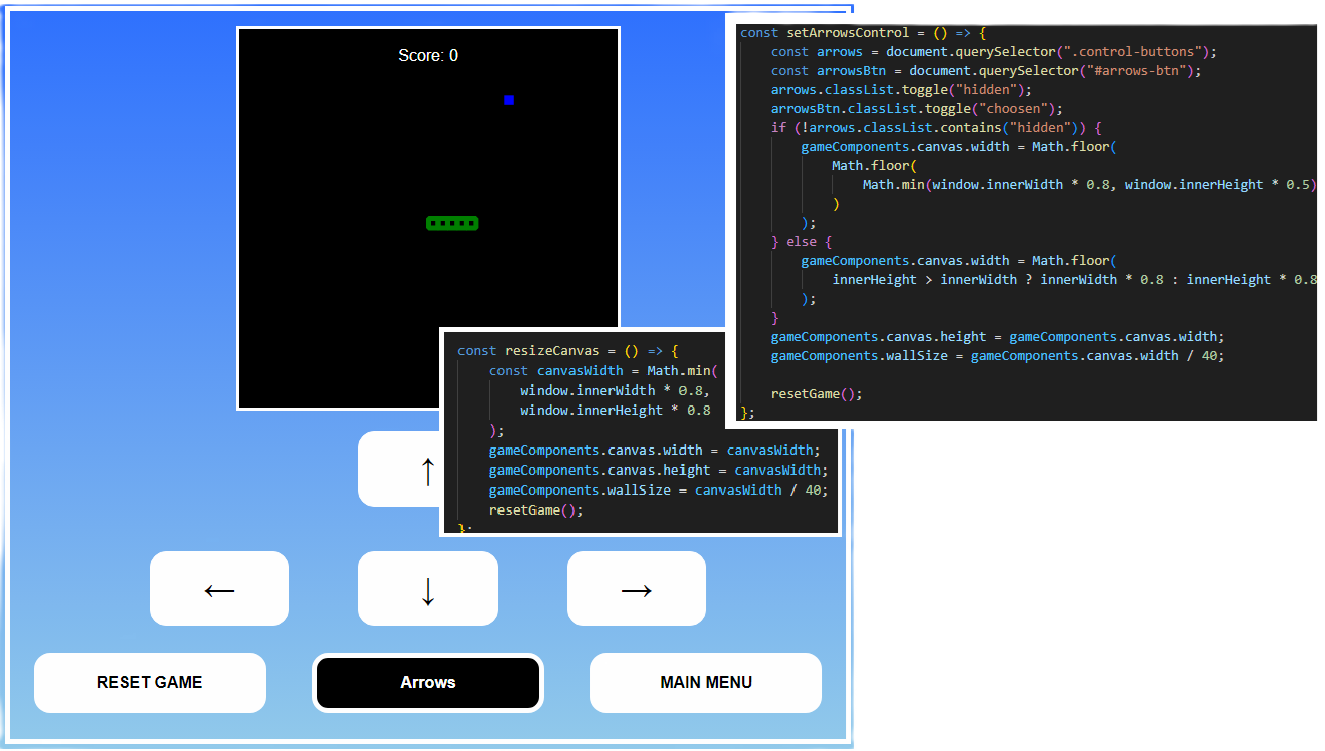 Score: 0
↑
← ↓ →
RESET GAME
Arrows
MAIN MENU
const resizeCanvas = () => {
const canvasWidth = Math.min(
window.innerWidth * 0.8,
window.innerHeight * 0.8
);
gameComponents.canvas.width = canvasWidth;
gameComponents.canvas.height = canvasWidth;
gameComponents.wallSize = canvasWidth / 40;
resetGame();
};
const setArrowsControl = () => {
const arrows = document.querySelector(".control-buttons");
const arrowsBtn = document.querySelector("#arrows-btn");
arrows.classList.toggle("hidden");
arrowsBtn.classList.toggle("choosen");
if (!arrows.classList.contains("hidden")) {
gameComponents.canvas.width = Math.floor(
Math.floor(
Math.min(window.innerWidth * 0.8, window.innerHeight * 0.5)
)
);
} else {
gameComponents.canvas.width = Math.floor(
innerHeight > innerWidth ? innerWidth * 0.8 : innerHeight * 0.8
);
}
gameComponents.canvas.height = gameComponents.canvas.width;
gameComponents.wallSize = gameComponents.canvas.width / 40;
resetGame();
};